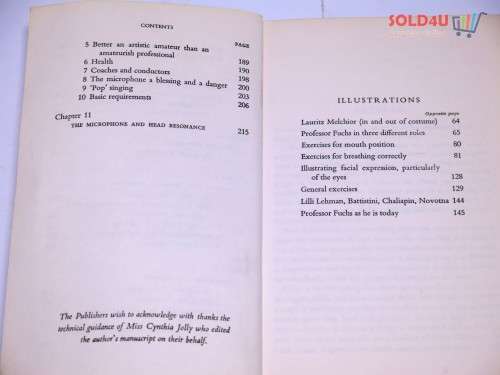 CONTENTS
PAGE
5 Better an artistic amateur than an
amateurish professional
6 Health 189
7 Coaches and conductors 190
8 The microphone a blessing and a danger 198
9 'Pop' singing 200
10 Basic requirements 203
206
Chapter 11
THE MICROPHONE AND HEAD RESONANCE 215
The Publishers wish to acknowledge with thanks the
technical guidance of Miss Cynthia Jolly who edited
the author's manuscript on their behalf.
SOLD4U
ILLUSTRATIONS
Opposite page
Lauritz Melchior (in and out of costume) 64
Professor Fuchs in three different roles 65
Exercises for mouth position 80
Exercises for breathing correctly 81
Illustrating facial expression, particularly
of the eyes 128
General exercises 129
Lilli Lehman, Battistini, Chaliapin, Novotna 144
Professor Fuchs as he is today 145